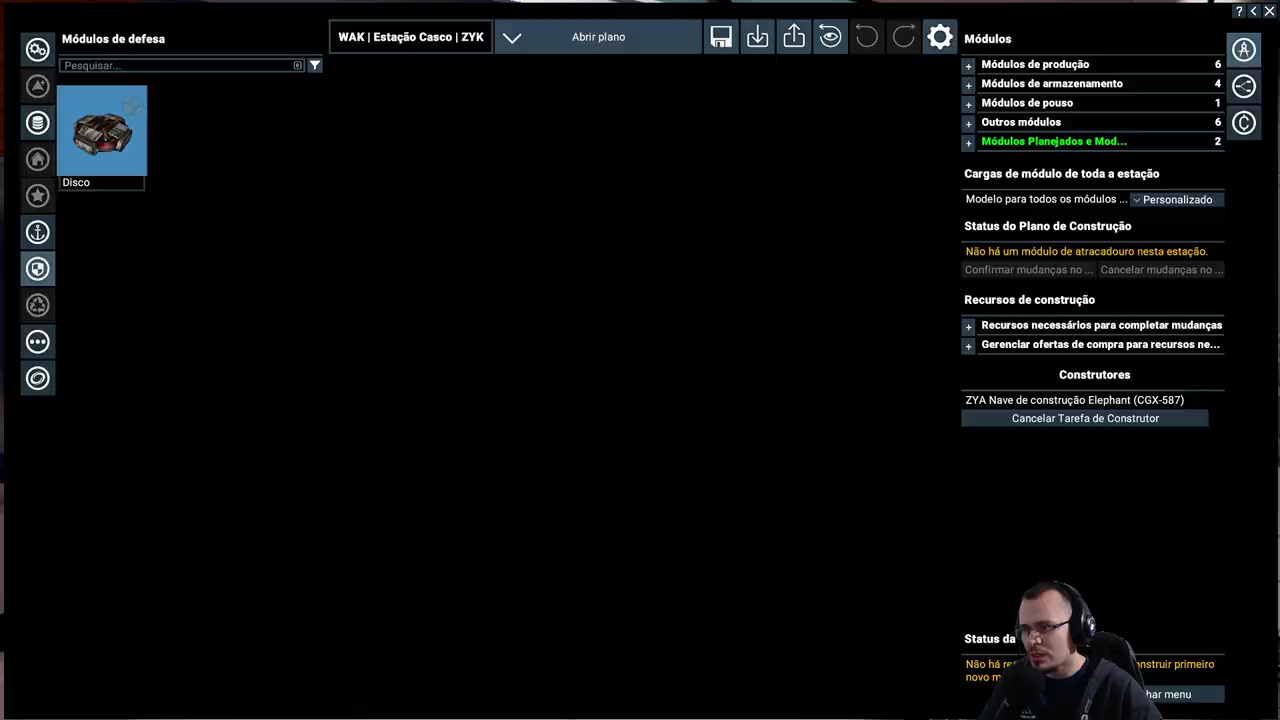 Módulos de defesa
Pesquisar...
Disco
WAK | Estação Casco | ZYK
Abrir plano
Módulos
Módulos de produção 6
Módulos de armazenamento 4
Módulos de pouso 1
Outros módulos 6
Módulos Planejados e Mod... 2
Cargas de módulo de toda a estação
Modelo para todos os módulos ... Personalizado
Status do Plano de Construção
Não há um módulo de atracadouro nesta estação.
Confirmar mudanças no ... Cancelar mudanças no ...
Recursos de construção
Recursos necessários para completar mudanças
Gerenciar ofertas de compra para recursos ne...
Construtores
ZYA Nave de construção Elephant (CGX-587)
Cancelar Tarefa de Construtor
Status da
Não há nstruir primeiro
novo
menu